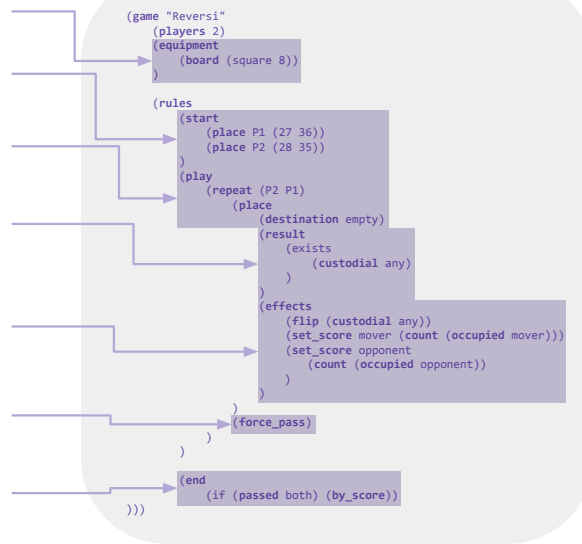 (game "Reversi"
(players 2)
(equipment
(board (square 8))
)
(rules
(start
(place P1 (27 36))
(place P2 (28 35))
)
(play
(repeat (P2 P1)
(place
(destination empty)
(result
(exists
(custodial any)
)
)
(effects
(flip (custodial any))
(set_score mover (count (occupied mover)))
(set_score opponent
(count (occupied opponent))
)
)
)
(force_pass)
)
)
(end
(if (passed both) (by_score))
)))